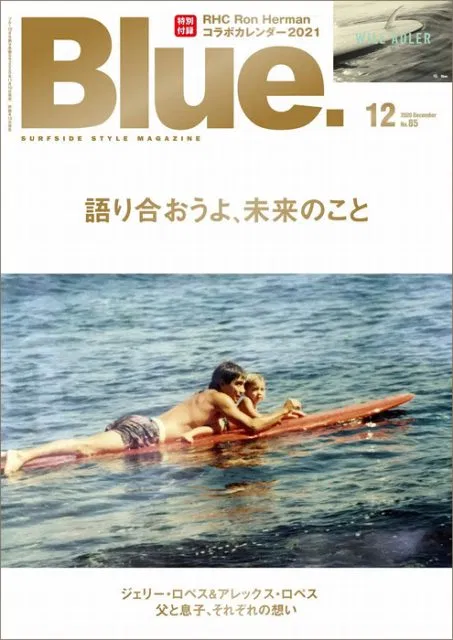 特別
付録
RHC Ron Herman
コラボカレンダー2021
WILL ADLER
Blue.
SURFSIDE STYLE MAGAZINE
12
2020 December
No.85
語り合おうよ、未来のこと
ジェリー・ロペス&アレックス・ロペス
父と息子、それぞれの想い